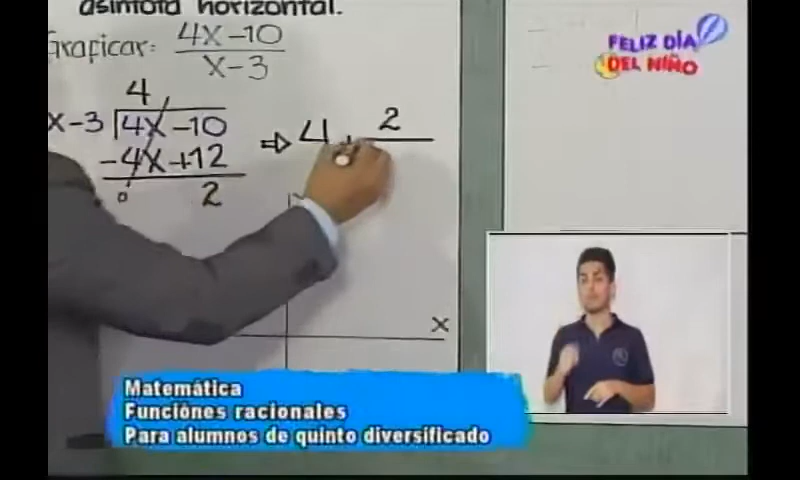 asíntota horizontal.
Graficar: 4X-10
X-3
FELIZ DÍA
DEL NIÑO
4
X-3 4X-10
-4X+12
0 2
⇒ 4 + 2
Y
X
Matemática
Funciónes racionales
Para alumnos de quinto diversificado